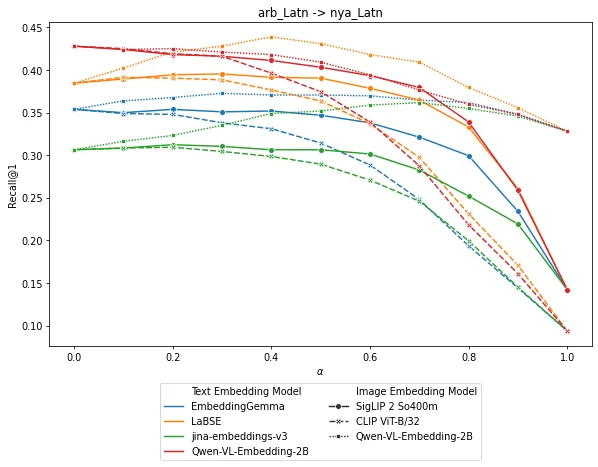 arb_Latn -> nya_Latn
0.45
0.40
0.35
0.30
0.25
0.20
0.15
0.10
Recall@1
0.0 0.2 0.4 0.6 0.8 1.0
α
Text Embedding Model Image Embedding Model
EmbeddingGemma SigLIP 2 So400m
LaBSE CLIP ViT-B/32
jina-embeddings-v3 Qwen-VL-Embedding-2B
Qwen-VL-Embedding-2B